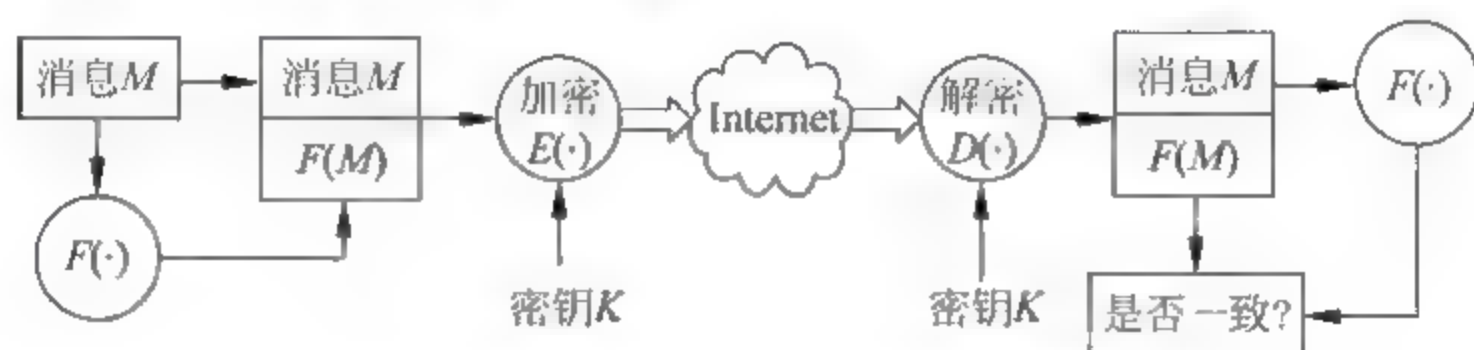 消息M
F(·)
消息M
F(M)
加密
E(·)
密钥K
Internet
解密
D(·)
密钥K
消息M
F(M)
F(·)
是否一致?